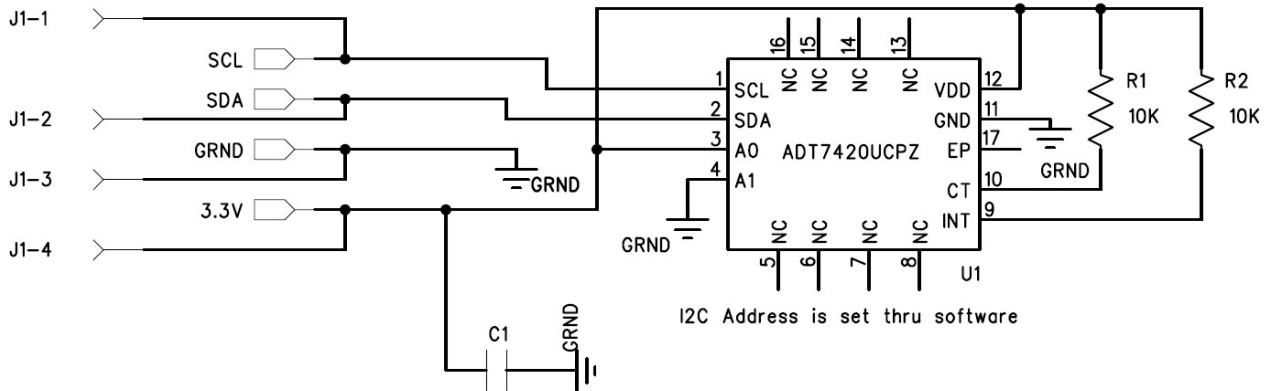 J1-1
SCL
SDA
J1-2
GRND
J1-3
GRND
3.3V
J1-4
C1
GRND
16
15
14
13
NC
NC
NC
NC
1
SCL
2
SDA
3
A0
4
A1
GRND
ADT7420UCPZ
VDD
12
GND
11
EP
17
CT
10
INT
9
GRND
NC
NC
NC
NC
5
6
7
8
U1
R1
10K
R2
10K
I2C Address is set thru software